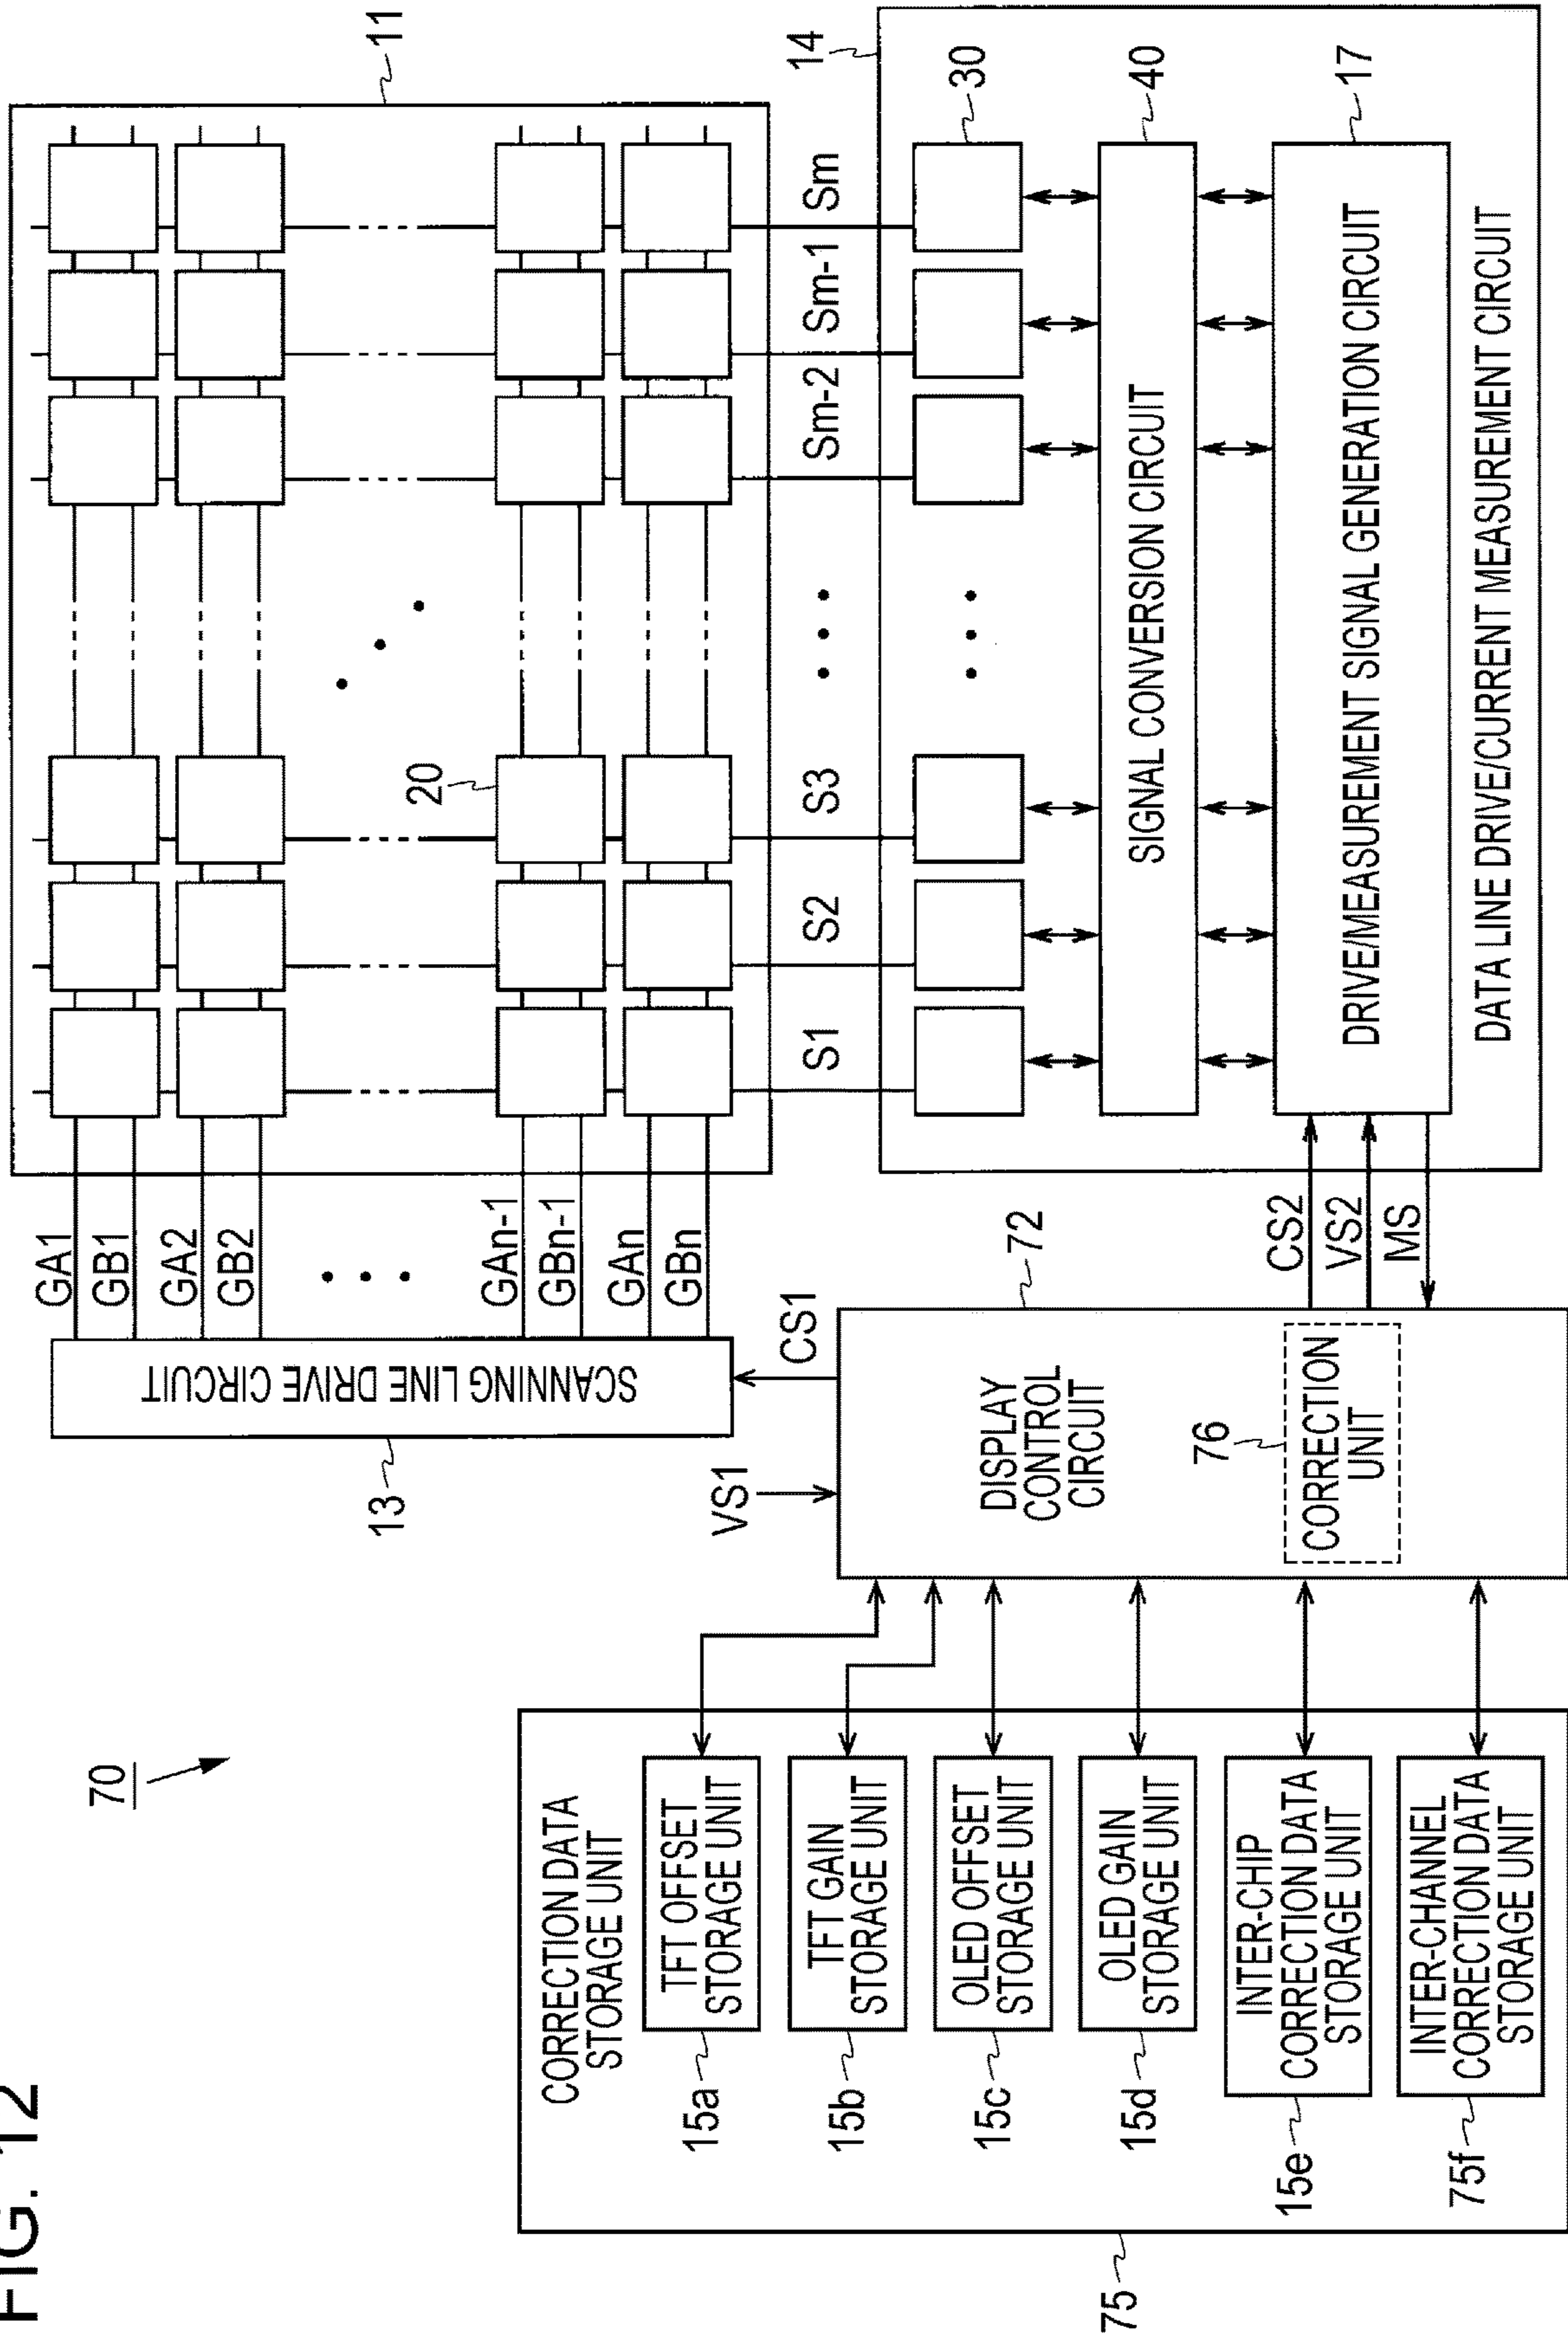 FIG. 12
70
CORRECTION DATA
STORAGE UNIT
TFT OFFSET
STORAGE UNIT
15a
TFT GAIN
STORAGE UNIT
15b
OLED OFFSET
STORAGE UNIT
15c
OLED GAIN
STORAGE UNIT
15d
INTER-CHIP
CORRECTION DATA
STORAGE UNIT
15e
INTER-CHANNEL
CORRECTION DATA
STORAGE UNIT
75f
75
SCANNING LINE DRIVE CIRCUIT
13
VS1
CS1
DISPLAY
CONTROL
CIRCUIT
72
76
CORRECTION
UNIT
CS2
VS2
MS
GA1
GB1
GA2
GB2
GAn-1
GBn-1
GAn
GBn
11
20
S1
S2
S3
Sm-2
Sm-1
Sm
14
30
SIGNAL CONVERSION CIRCUIT
40
DRIVE/MEASUREMENT SIGNAL GENERATION CIRCUIT
17
DATA LINE DRIVE/CURRENT MEASUREMENT CIRCUIT